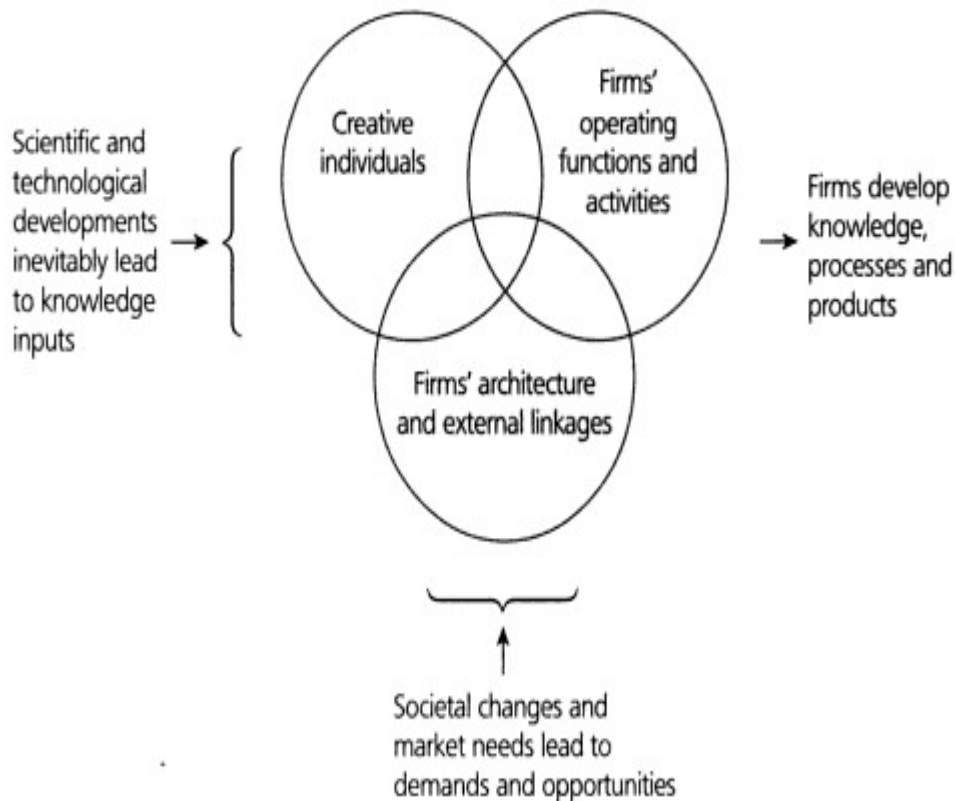 Creative
individuals
Firms'
operating
functions and
activities
Scientific and
technological
developments
inevitably lead
to knowledge
inputs
Firms develop
knowledge,
processes and
products
Firms' architecture
and external linkages
Societal changes and
market needs lead to
demands and opportunities